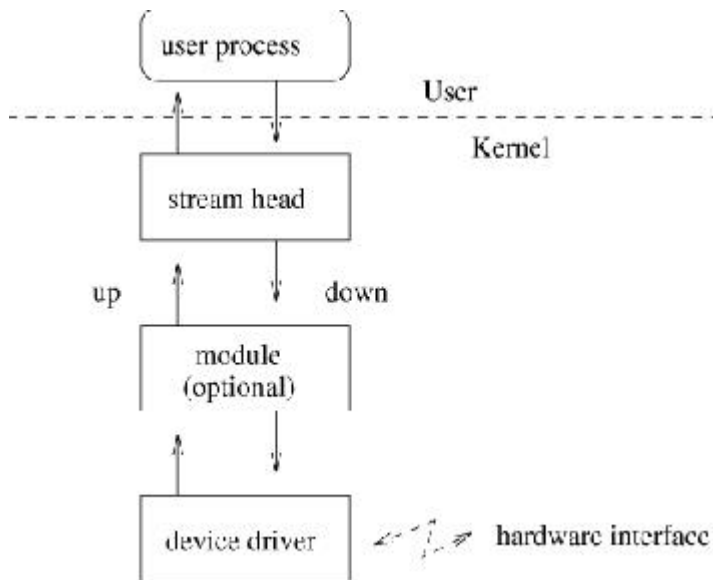 user process
User
Kernel
stream head
up
down
module
(optional)
device driver
hardware interface